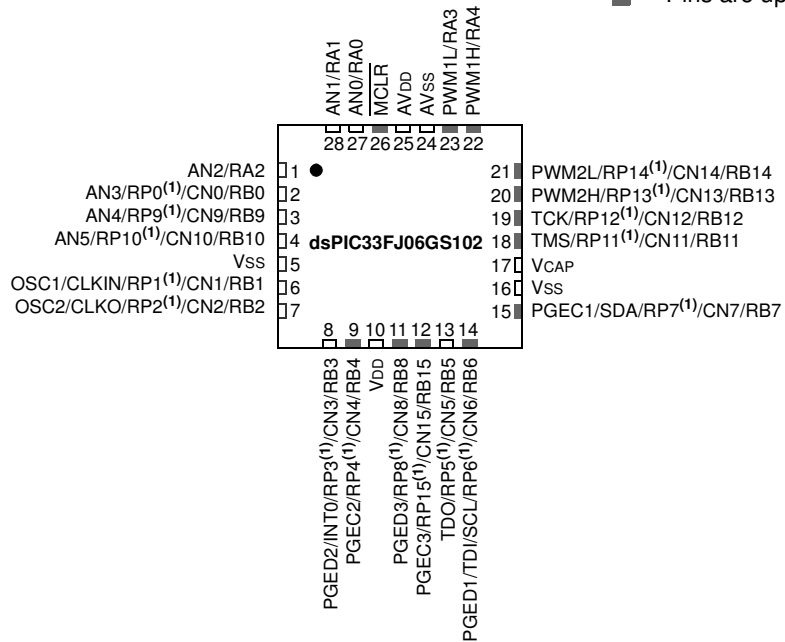 Pins are up
AN1/RA1
AN0/RA0
MCLR
AVDD
AVSS
PWM1L/RA3
PWM1H/RA4
28 27 26 25 24 23 22
AN2/RA2 1
AN3/RP0(1)/CN0/RB0 2
AN4/RP9(1)/CN9/RB9 3
AN5/RP10(1)/CN10/RB10 4
VSS 5
OSC1/CLKIN/RP1(1)/CN1/RB1 6
OSC2/CLKO/RP2(1)/CN2/RB2 7
dsPIC33FJ06GS102
21 PWM2L/RP14(1)/CN14/RB14
20 PWM2H/RP13(1)/CN13/RB13
19 TCK/RP12(1)/CN12/RB12
18 TMS/RP11(1)/CN11/RB11
17 VCAP
16 VSS
15 PGEC1/SDA/RP7(1)/CN7/RB7
8 9 10 11 12 13 14
PGED2/INT0/RP3(1)/CN3/RB3
PGEC2/RP4(1)/CN4/RB4
VDD
PGED3/RP8(1)/CN8/RB8
PGEC3/RP15(1)/CN15/RB15
TDO/RP5(1)/CN5/RB5
PGED1/TDI/SCL/RP6(1)/CN6/RB6